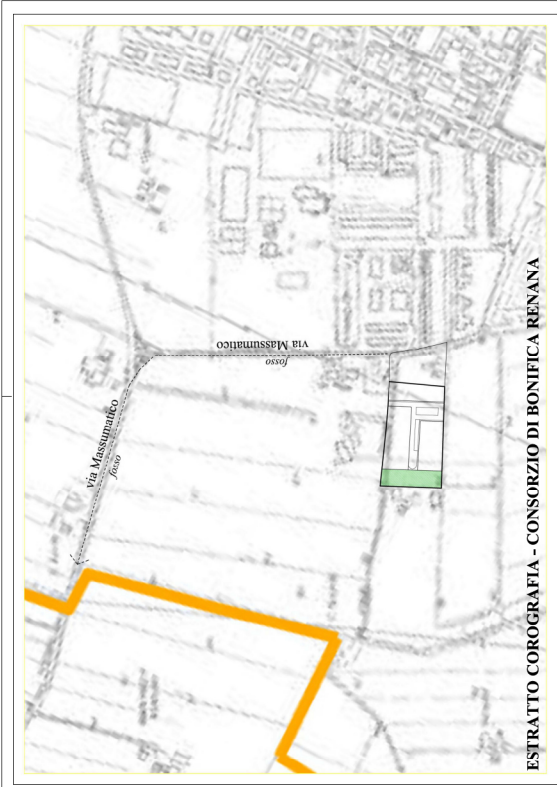 via Massumatico
fosso
via Massumatico
fosso
ESTRATTO COROGRAFIA - CONSORZIO DI BONIFICA RENANA